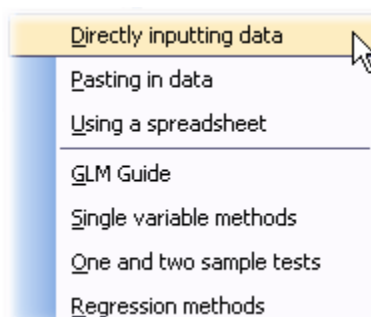 Directly inputting data
Pasting in data
Using a spreadsheet
GLM Guide
Single variable methods
One and two sample tests
Regression methods